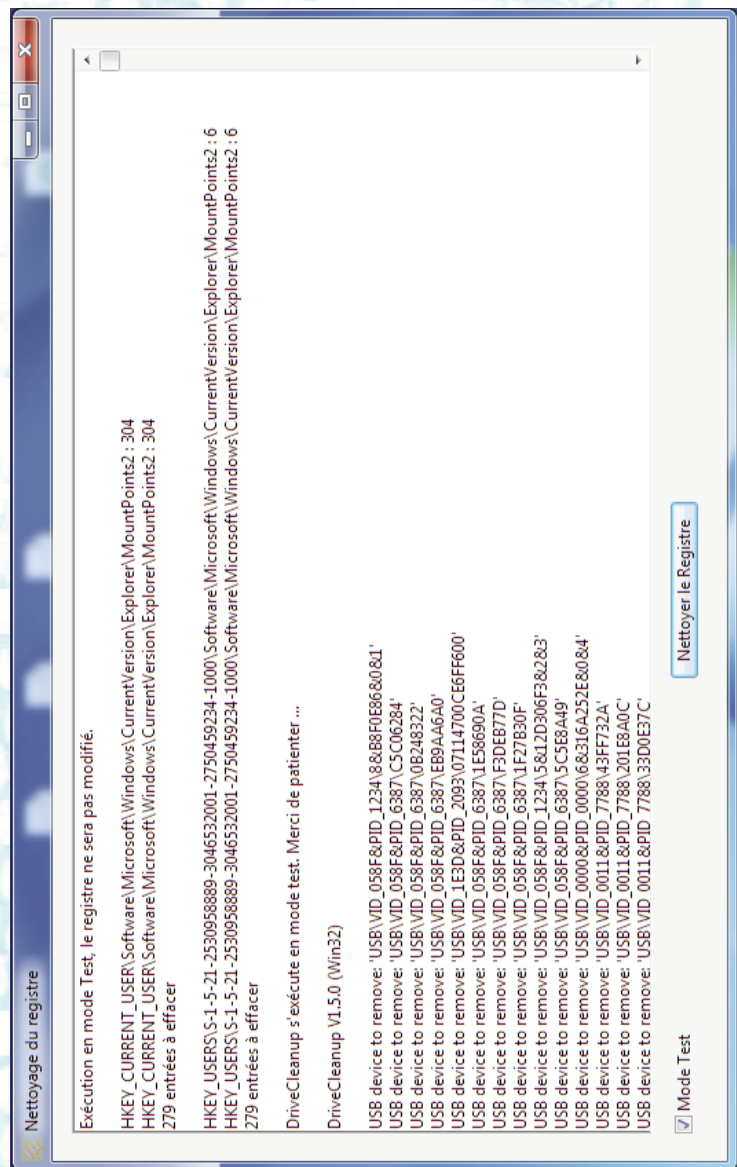 Nettoyage du registre
Exécution en mode Test, le registre ne sera pas modifié.
HKEY_CURRENT_USER\Software\Microsoft\Windows\CurrentVersion\Explorer\MountPoints2 : 304
HKEY_CURRENT_USER\Software\Microsoft\Windows\CurrentVersion\Explorer\MountPoints2 : 304
279 entrées à effacer
HKEY_USERS\S-1-5-21-2530958889-3046532001-2750459234-1000\Software\Microsoft\Windows\CurrentVersion\Explorer\MountPoints2 : 6
HKEY_USERS\S-1-5-21-2530958889-3046532001-2750459234-1000\Software\Microsoft\Windows\CurrentVersion\Explorer\MountPoints2 : 6
279 entrées à effacer
DriveCleanup s'exécute en mode test. Merci de patienter ...
DriveCleanup V1.5.0 (Win32)
USB device to remove: 'USB\VID_058F&PID_1234\8&B8F0E86&0&1'
USB device to remove: 'USB\VID_058F&PID_6387\C5C06284'
USB device to remove: 'USB\VID_058F&PID_6387\0B248322'
USB device to remove: 'USB\VID_058F&PID_6387\EB9AA6A0'
USB device to remove: 'USB\VID_1E3D&PID_2093\07114700CE6FF600'
USB device to remove: 'USB\VID_058F&PID_6387\1E58690A'
USB device to remove: 'USB\VID_058F&PID_6387\F3DEB77D'
USB device to remove: 'USB\VID_058F&PID_6387\1F27B30F'
USB device to remove: 'USB\VID_058F&PID_1234\5&12D306F3&2&3'
USB device to remove: 'USB\VID_058F&PID_6387\5C5E8A49'
USB device to remove: 'USB\VID_0000&PID_0000\6&316A252E&0&4'
USB device to remove: 'USB\VID_0011&PID_7788\43FF732A'
USB device to remove: 'USB\VID_0011&PID_7788\201E8A0C'
USB device to remove: 'USB\VID_0011&PID_7788\33D0E37C'
Mode Test
Nettoyer le Registre